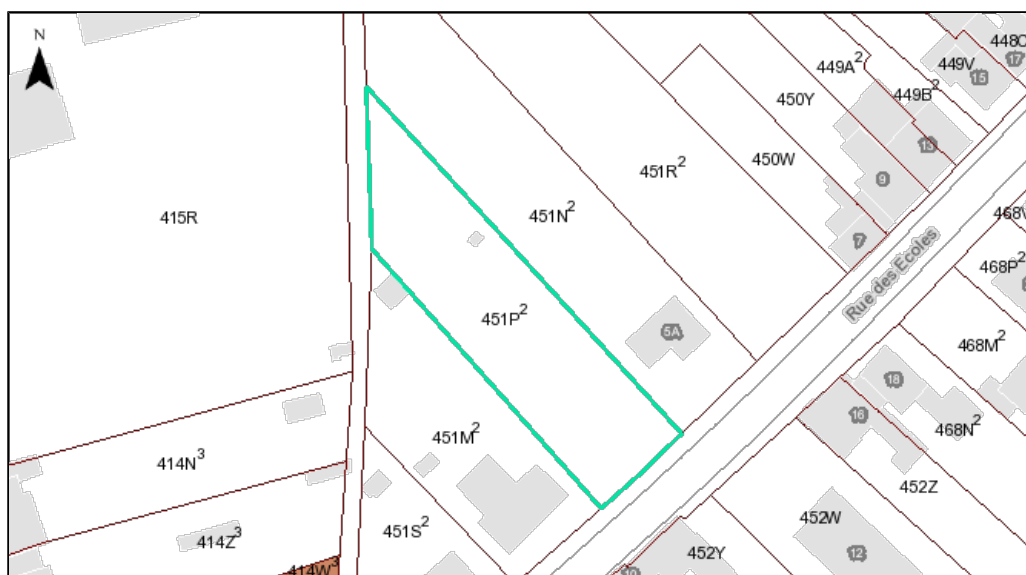 N
448C
449V
17
15
449A²
449B²
450Y
13
450W
9
451R²
451N²
415R
7
468P²
Rue des Ecoles
451P²
5A
468M²
18
16
468N²
451M²
414N³
452Z
452W
451S²
414Z³
452Y
12
414W³
10